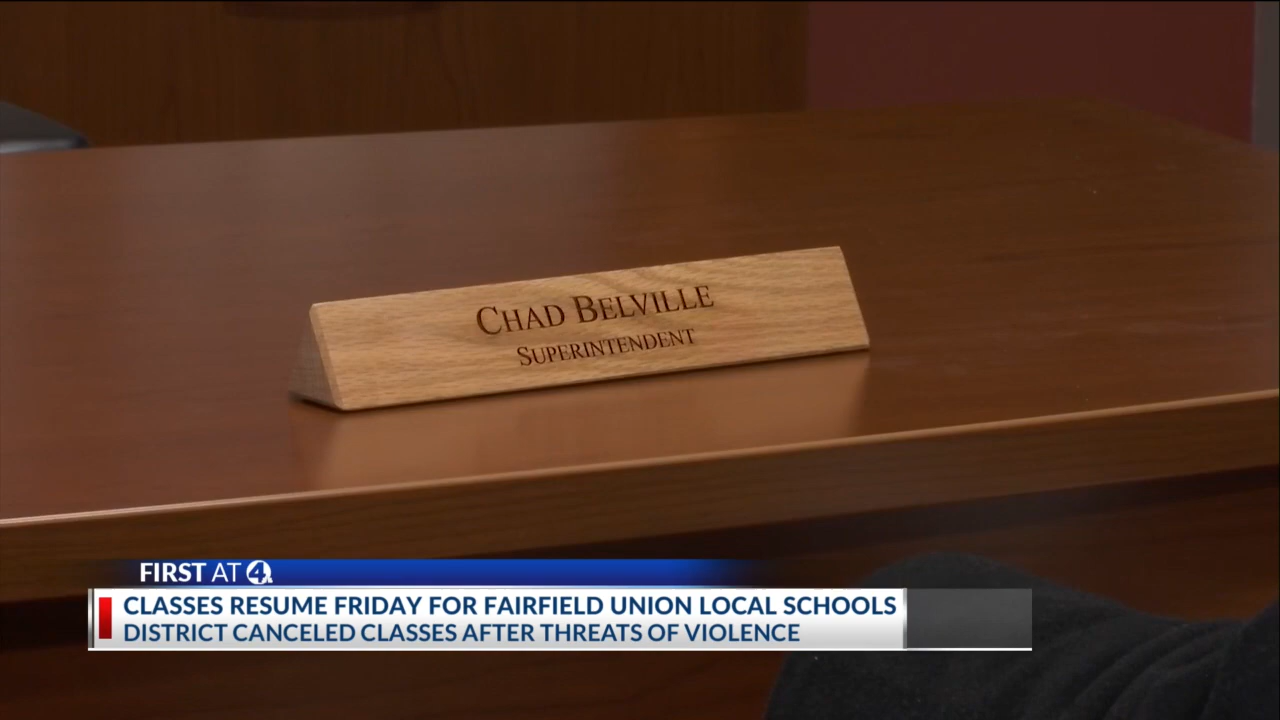 CHAD BELVILLE
SUPERINTENDENT
FIRST AT 4
CLASSES RESUME FRIDAY FOR FAIRFIELD UNION LOCAL SCHOOLS
DISTRICT CANCELED CLASSES AFTER THREATS OF VIOLENCE